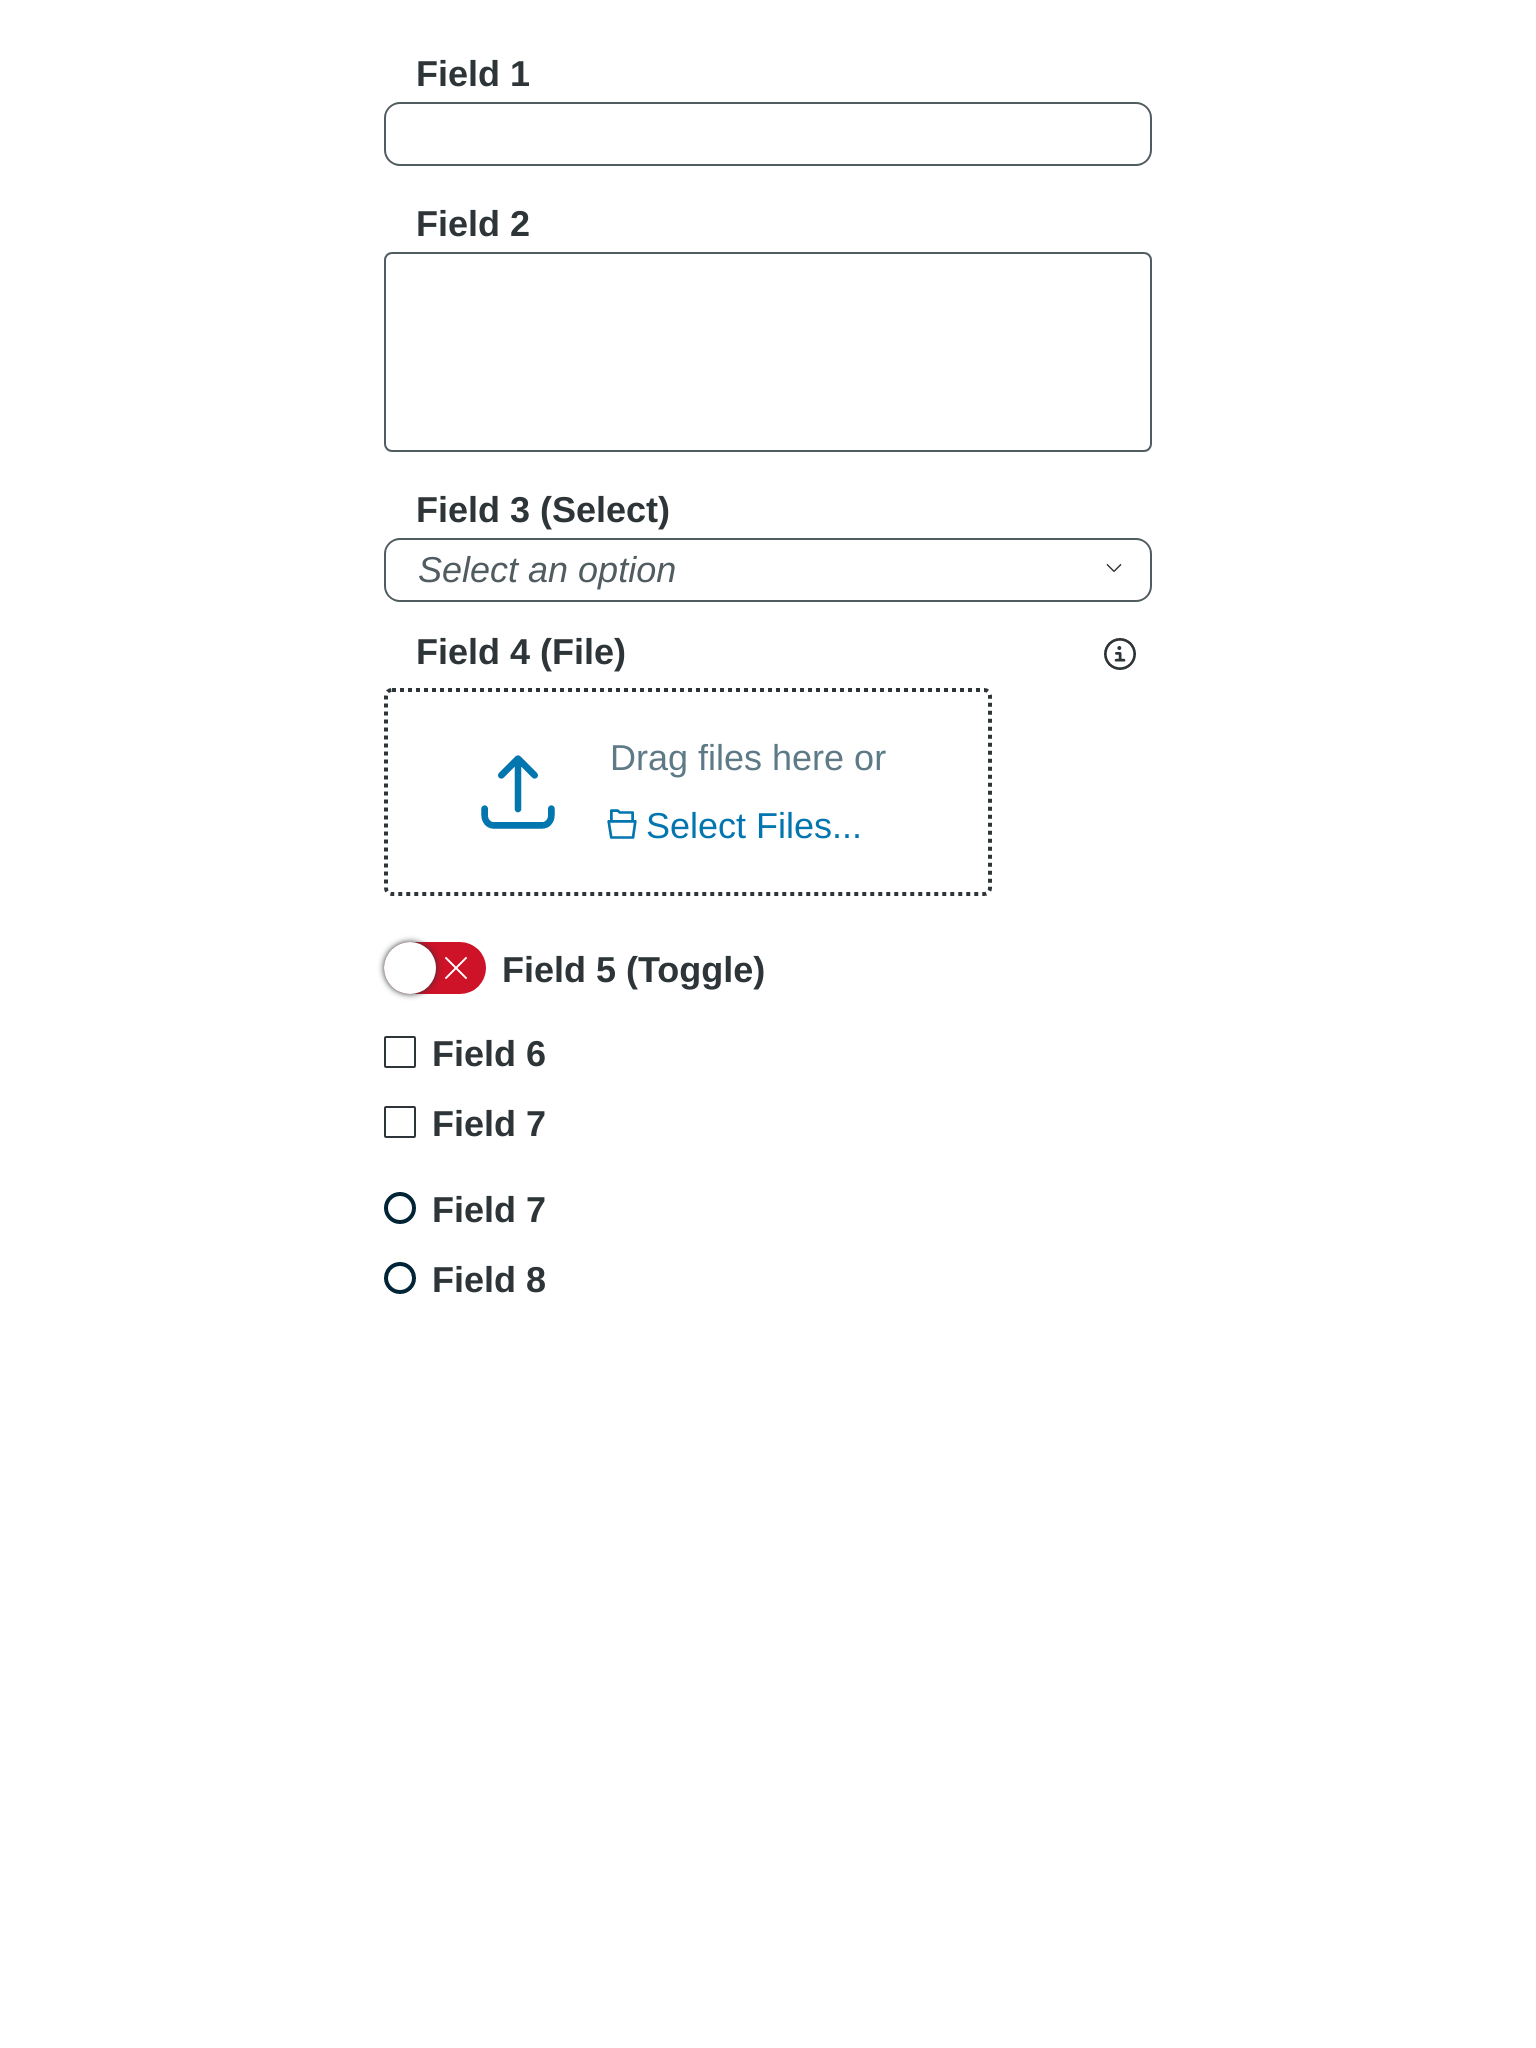 Field 1
Field 2
Field 3 (Select)
Select an option
Field 4 (File)
Drag files here or
Select Files...
Field 5 (Toggle)
Field 6
Field 7
Field 7
Field 8